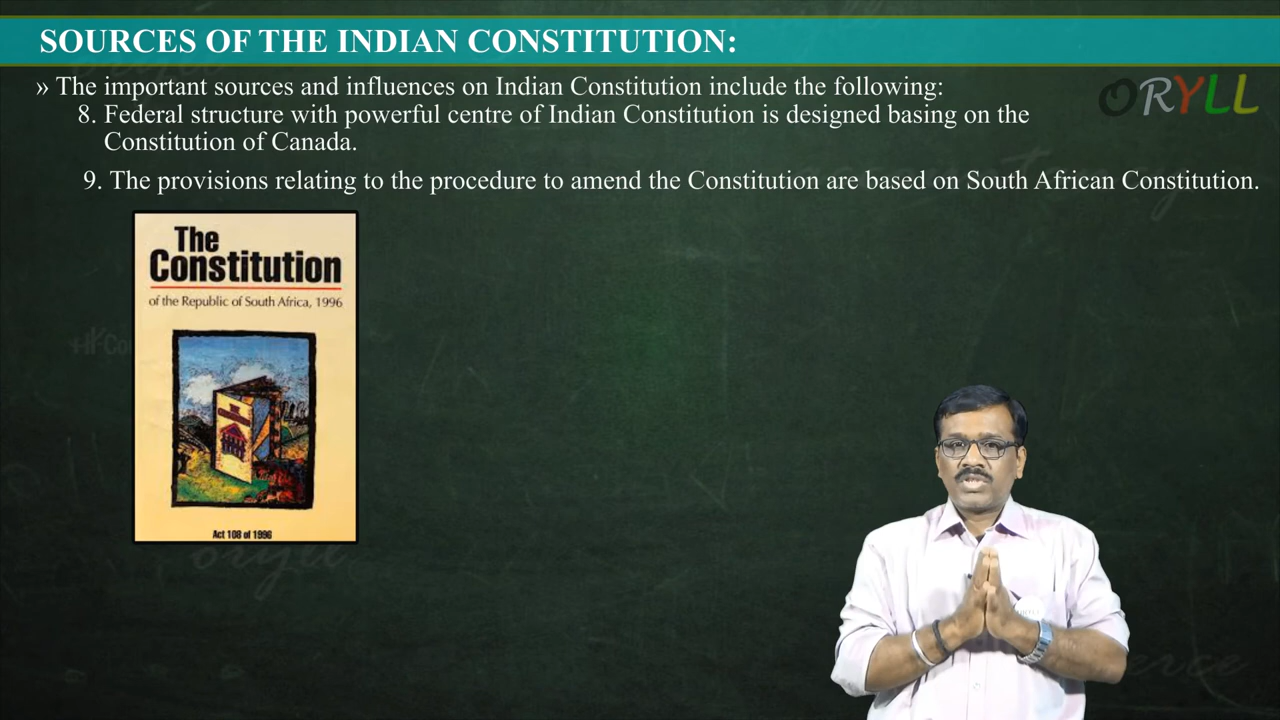 SOURCES OF THE INDIAN CONSTITUTION:
» The important sources and influences on Indian Constitution include the following:
ORYLL
8. Federal structure with powerful centre of Indian Constitution is designed basing on the
Constitution of Canada.
9. The provisions relating to the procedure to amend the Constitution are based on South African Constitution.
The
Constitution
of the Republic of South Africa, 1996
Act 108 of 1996